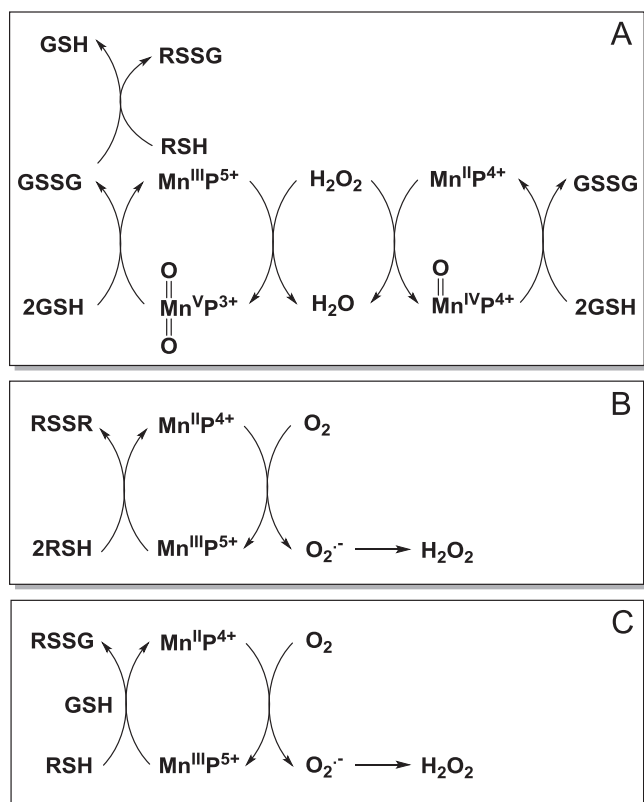 A
GSH
RSSG
RSH
GSSG Mn^III P^5+ H₂O₂ Mn^II P^4+ GSSG
O O
2GSH Mn^V P^3+ H₂O Mn^IV P^4+ 2GSH
O
B
RSSR Mn^II P^4+ O₂
2RSH Mn^III P^5+ O₂·⁻ H₂O₂
C
RSSG Mn^II P^4+ O₂
GSH
RSH Mn^III P^5+ O₂·⁻ H₂O₂